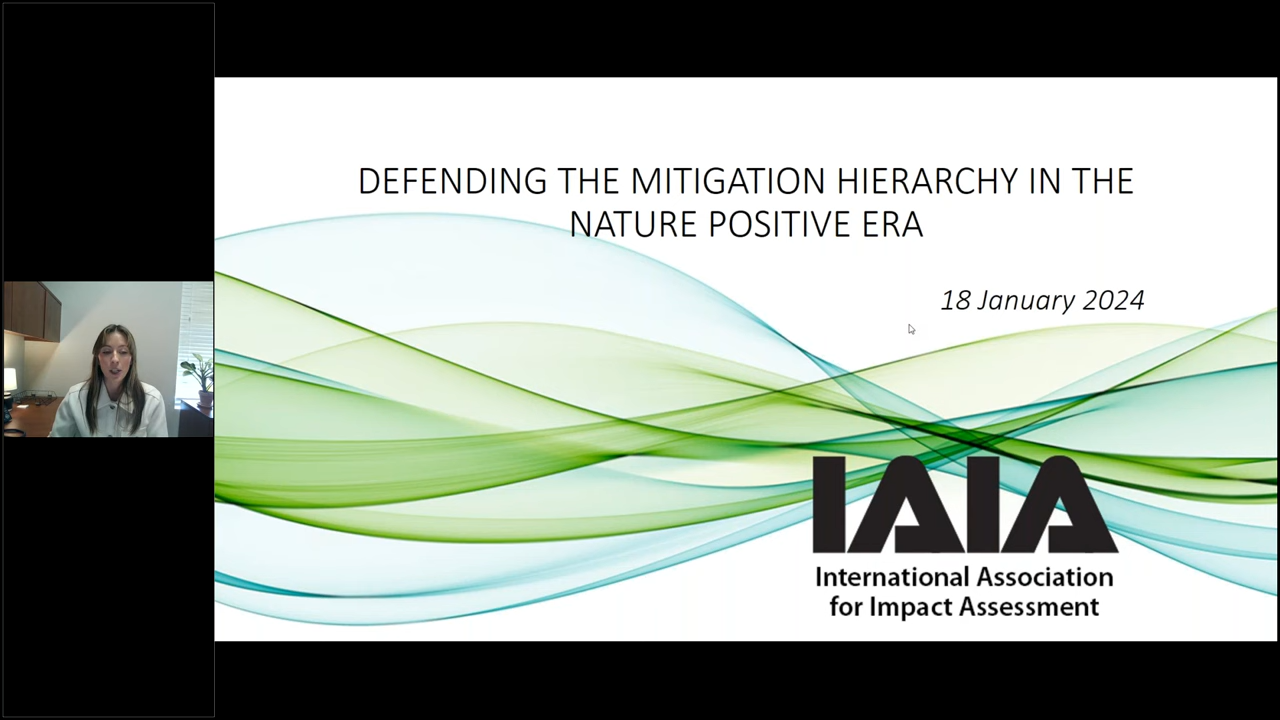 DEFENDING THE MITIGATION HIERARCHY IN THE
NATURE POSITIVE ERA
18 January 2024
IAIA
International Association
for Impact Assessment